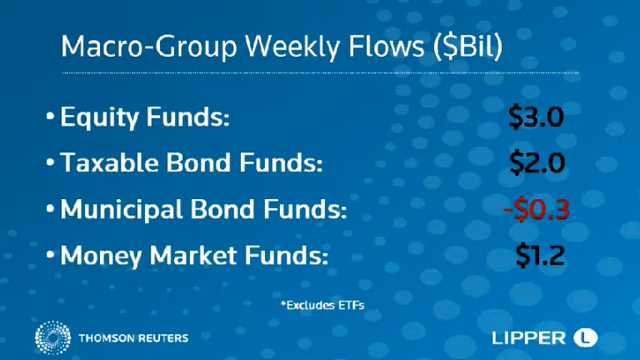 Macro-Group Weekly Flows ($Bil)
• Equity Funds: $3.0
• Taxable Bond Funds: $2.0
• Municipal Bond Funds: -$0.3
• Money Market Funds: $1.2
*Excludes ETFs
THOMSON REUTERS LIPPER L